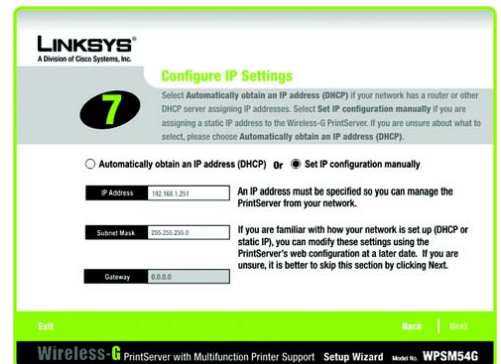 LINKSYS®
A Division of Cisco Systems, Inc.
Configure IP Settings
7
Select Automatically obtain an IP address (DHCP) if your network has a router or other
DHCP server assigning IP addresses. Select Set IP configuration manually if you are
assigning a static IP address to the Wireless-G PrintServer. If you are unsure about what to
select, please choose Automatically obtain an IP address (DHCP).
Automatically obtain an IP address (DHCP) Or Set IP configuration manually
IP Address 192.168.1.251
An IP address must be specified so you can manage the
PrintServer from your network.
Subnet Mask 255.255.255.0
If you are familiar with how your network is set up (DHCP or
static IP), you can modify these settings using the
PrintServer's web configuration at a later date. If you are
unsure, it is better to skip this section by clicking Next.
Gateway 0.0.0.0
Exit
Back Next
Wireless-G PrintServer with Multifunction Printer Support Setup Wizard Model No. WPSM54G